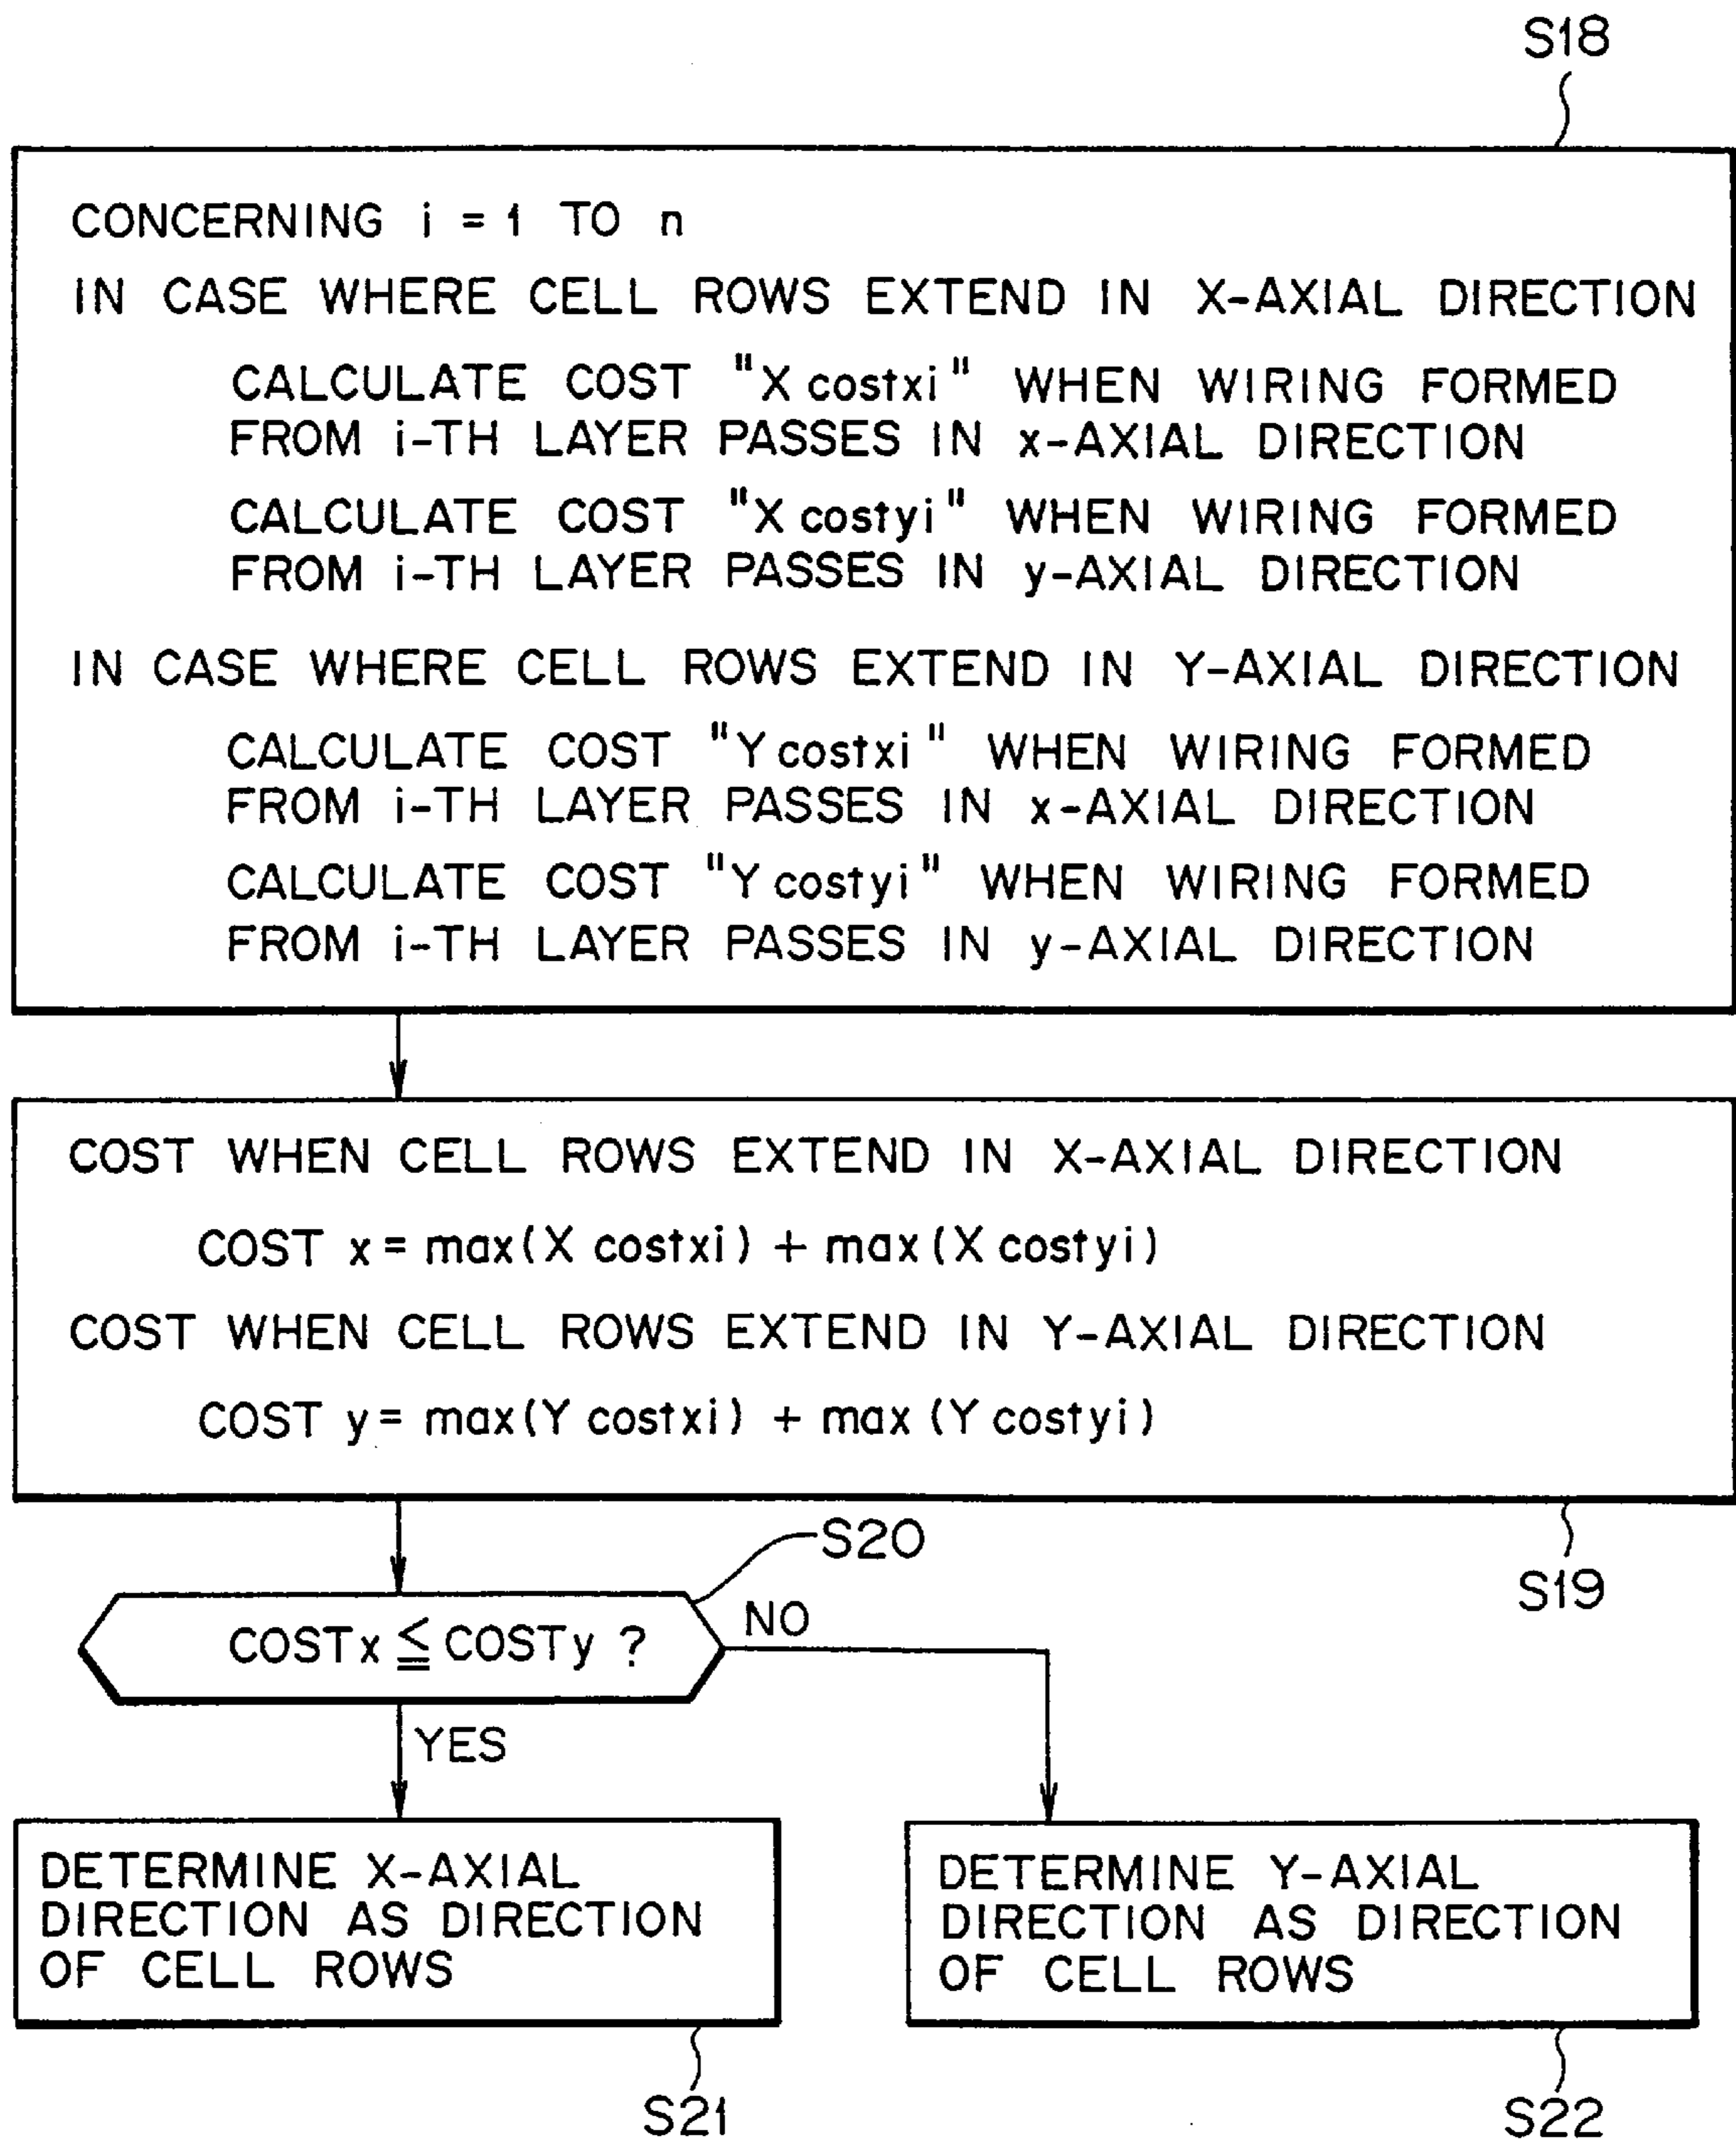 S18
CONCERNING i = 1 TO n
IN CASE WHERE CELL ROWS EXTEND IN X-AXIAL DIRECTION
CALCULATE COST "X costxi" WHEN WIRING FORMED
FROM i-TH LAYER PASSES IN x-AXIAL DIRECTION
CALCULATE COST "X costyi" WHEN WIRING FORMED
FROM i-TH LAYER PASSES IN y-AXIAL DIRECTION
IN CASE WHERE CELL ROWS EXTEND IN Y-AXIAL DIRECTION
CALCULATE COST "Y costxi" WHEN WIRING FORMED
FROM i-TH LAYER PASSES IN x-AXIAL DIRECTION
CALCULATE COST "Y costyi" WHEN WIRING FORMED
FROM i-TH LAYER PASSES IN y-AXIAL DIRECTION
COST WHEN CELL ROWS EXTEND IN X-AXIAL DIRECTION
COST x = max(X costxi) + max(X costyi)
COST WHEN CELL ROWS EXTEND IN Y-AXIAL DIRECTION
COST y = max(Y costxi) + max (Y costyi)
S19
S20
COSTx ≦ COSTy ?
NO
YES
DETERMINE X-AXIAL
DIRECTION AS DIRECTION
OF CELL ROWS
S21
DETERMINE Y-AXIAL
DIRECTION AS DIRECTION
OF CELL ROWS
S22